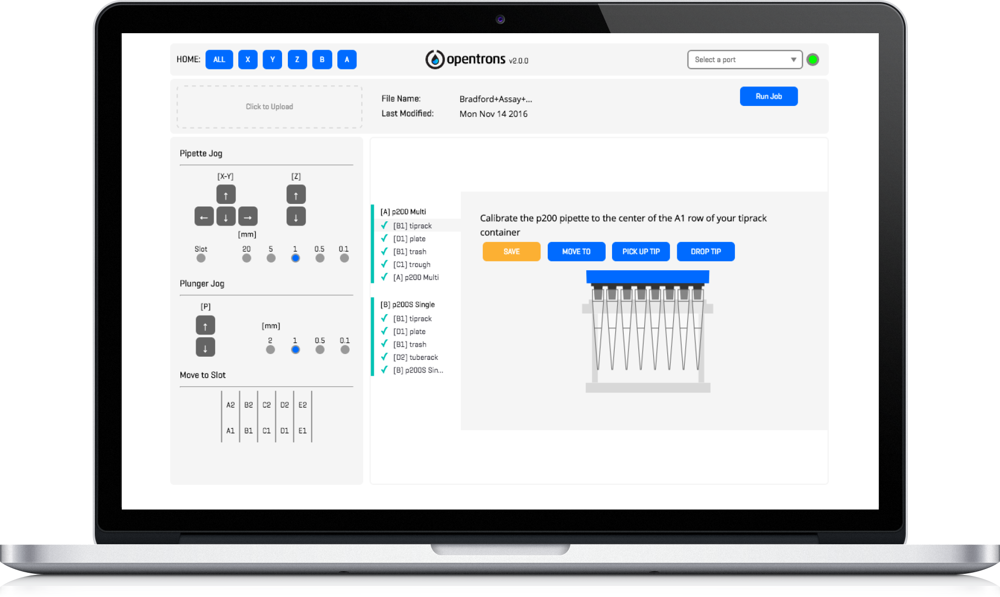 HOME: ALL X Y Z B A
opentrons v2.0.0
Select a port
Click to Upload
File Name: Bradford+Assay+...
Last Modified: Mon Nov 14 2016
Run Job
Pipette Jog
[X-Y] [Z]
↑ ↑
← ↓ → ↓
[mm]
Slot 20 5 1 0.5 0.1
Plunger Jog
[P]
↑
[mm]
2 1 0.5 0.1
↓
Move to Slot
A2 B2 C2 D2 E2
A1 B1 C1 D1 E1
[A] p200 Multi
✓ [B1] tiprack
✓ [D1] plate
✓ [B1] trash
✓ [C1] trough
✓ [A] p200 Multi
[B] p200S Single
✓ [B1] tiprack
✓ [D1] plate
✓ [B1] trash
✓ [D2] tuberack
✓ [B] p200S Sin...
Calibrate the p200 pipette to the center of the A1 row of your tiprack
container
SAVE MOVE TO PICK UP TIP DROP TIP